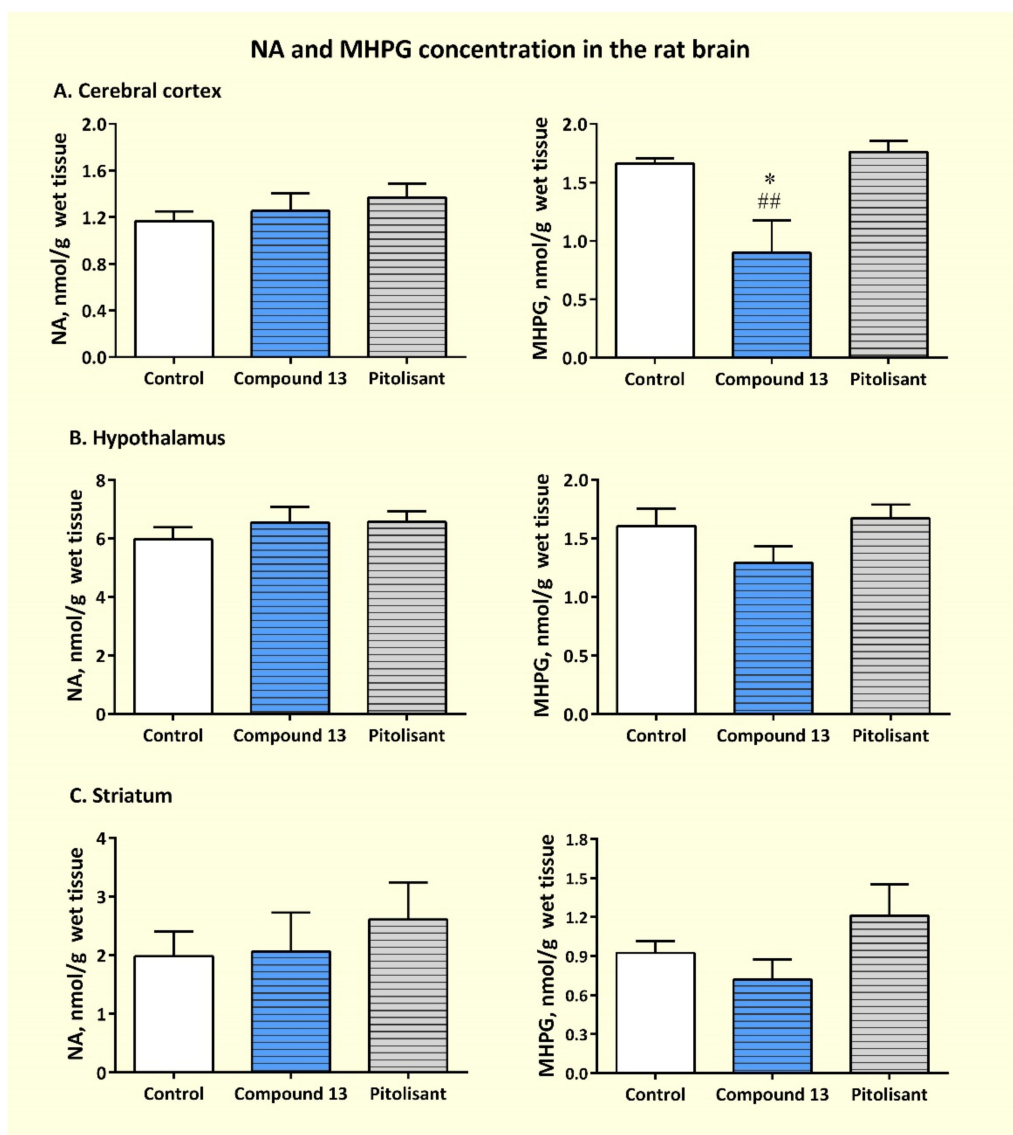 NA and MHPG concentration in the rat brain
A. Cerebral cortex
NA, nmol/g wet tissue
2.0
1.6
1.2
0.8
0.4
0.0
Control Compound 13 Pitolisant
MHPG, nmol/g wet tissue
2.0
1.5
1.0
0.5
0.0
*
##
Control Compound 13 Pitolisant
B. Hypothalamus
NA, nmol/g wet tissue
8
6
4
2
0
Control Compound 13 Pitolisant
MHPG, nmol/g wet tissue
2.0
1.5
1.0
0.5
0.0
Control Compound 13 Pitolisant
C. Striatum
NA, nmol/g wet tissue
4
3
2
1
0
Control Compound 13 Pitolisant
MHPG, nmol/g wet tissue
1.8
1.5
1.2
0.9
0.6
0.3
0.0
Control Compound 13 Pitolisant